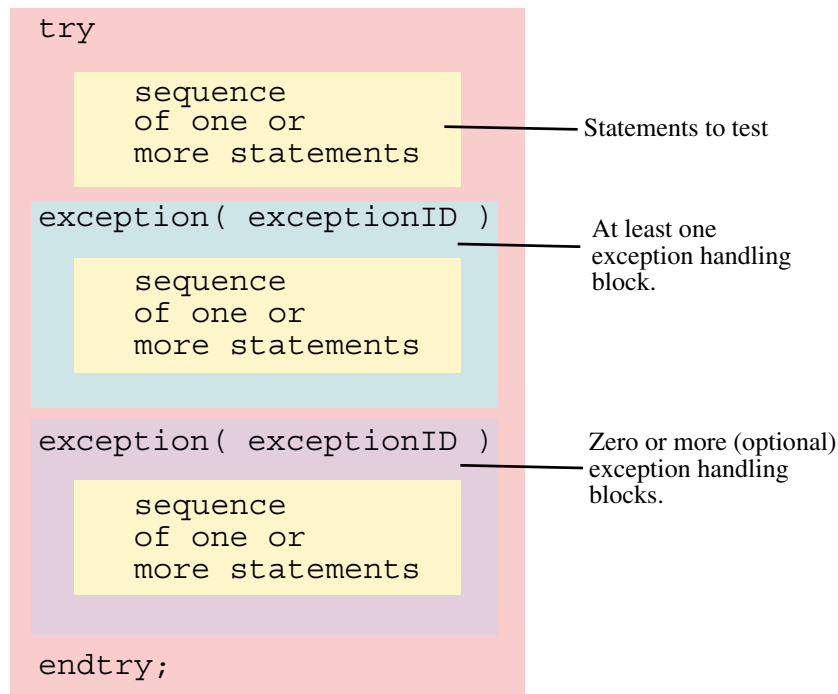 try
sequence
of one or
more statements
Statements to test
exception( exceptionID )
At least one
exception handling
block.
sequence
of one or
more statements
exception( exceptionID )
Zero or more (optional)
exception handling
blocks.
sequence
of one or
more statements
endtry;